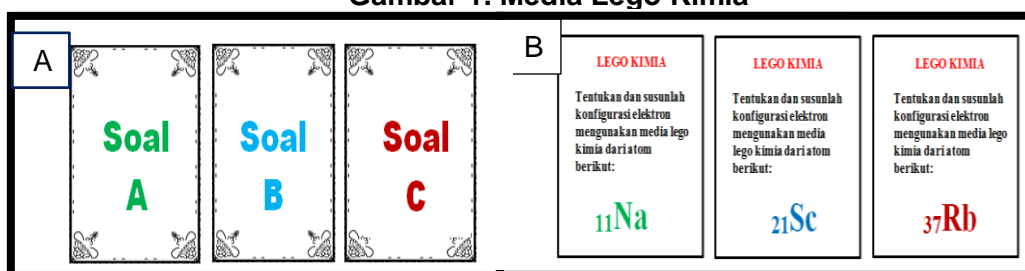 Gambar 1. Media Lego Kimia
A
Soal
A
Soal
B
Soal
C
B
LEGO KIMIA
Tentukan dan susunlah
konfigurasi elektron
mengunakan media lego
kimia dari atom
berikut:
11Na
LEGO KIMIA
Tentukan dan susunlah
konfigurasi elektron
mengunakan media
lego kimia dari atom
berikut:
21Sc
LEGO KIMIA
Tentukan dan susunlah
konfigurasi elektron
mengunakan media lego
kimia dari atom
berikut:
37Rb